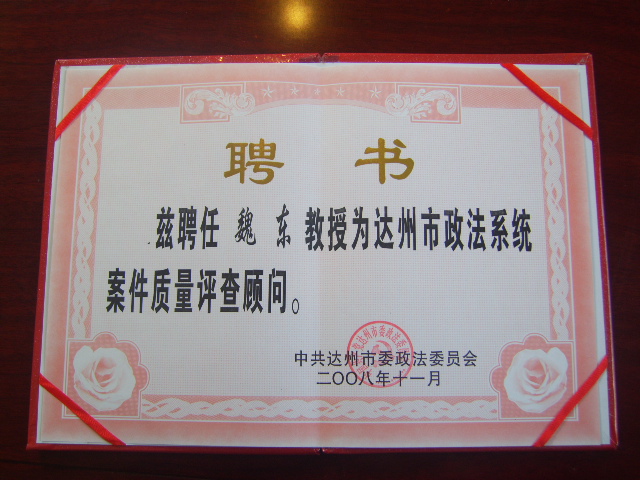 聘 书
兹聘任 魏 东 教授为达州市政法系统
案件质量评查顾问。
中共达州市委政法委员会
二〇〇八年十一月